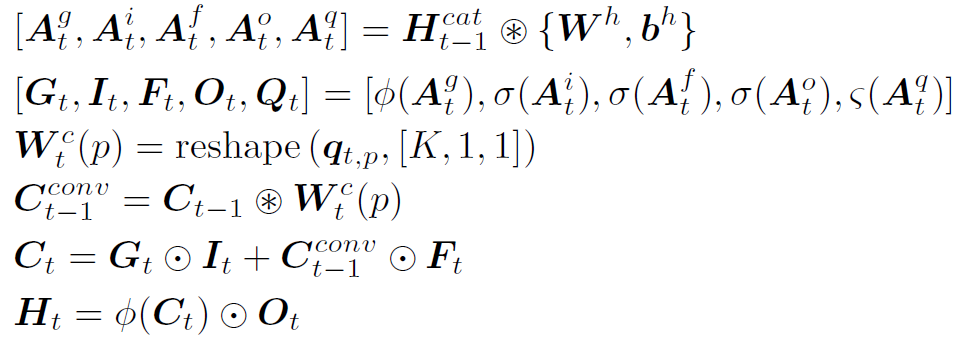 [A_t^g, A_t^i, A_t^f, A_t^o, A_t^q] = H_{t−1}^{cat} ⊛ {W^h, b^h}
[G_t, I_t, F_t, O_t, Q_t] = [ϕ(A_t^g), σ(A_t^i), σ(A_t^f), σ(A_t^o), ς(A_t^q)]
W_t^c(p) = reshape (q_{t,p}, [K, 1, 1])
C_{t−1}^{conv} = C_{t−1} ⊛ W_t^c(p)
C_t = G_t ⊙ I_t + C_{t−1}^{conv} ⊙ F_t
H_t = ϕ(C_t) ⊙ O_t